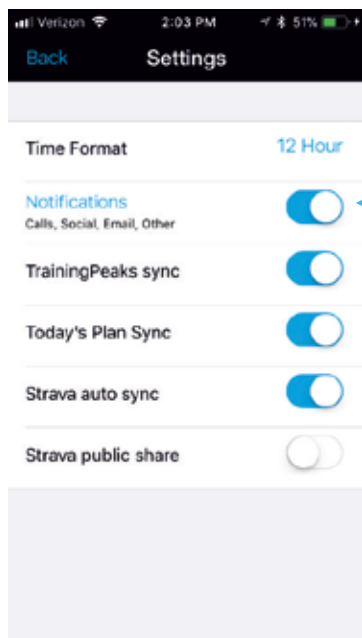 Verizon 2:03 PM 51%
Back Settings
Time Format 12 Hour
Notifications
Calls, Social, Email, Other
TrainingPeaks sync
Today's Plan Sync
Strava auto sync
Strava public share